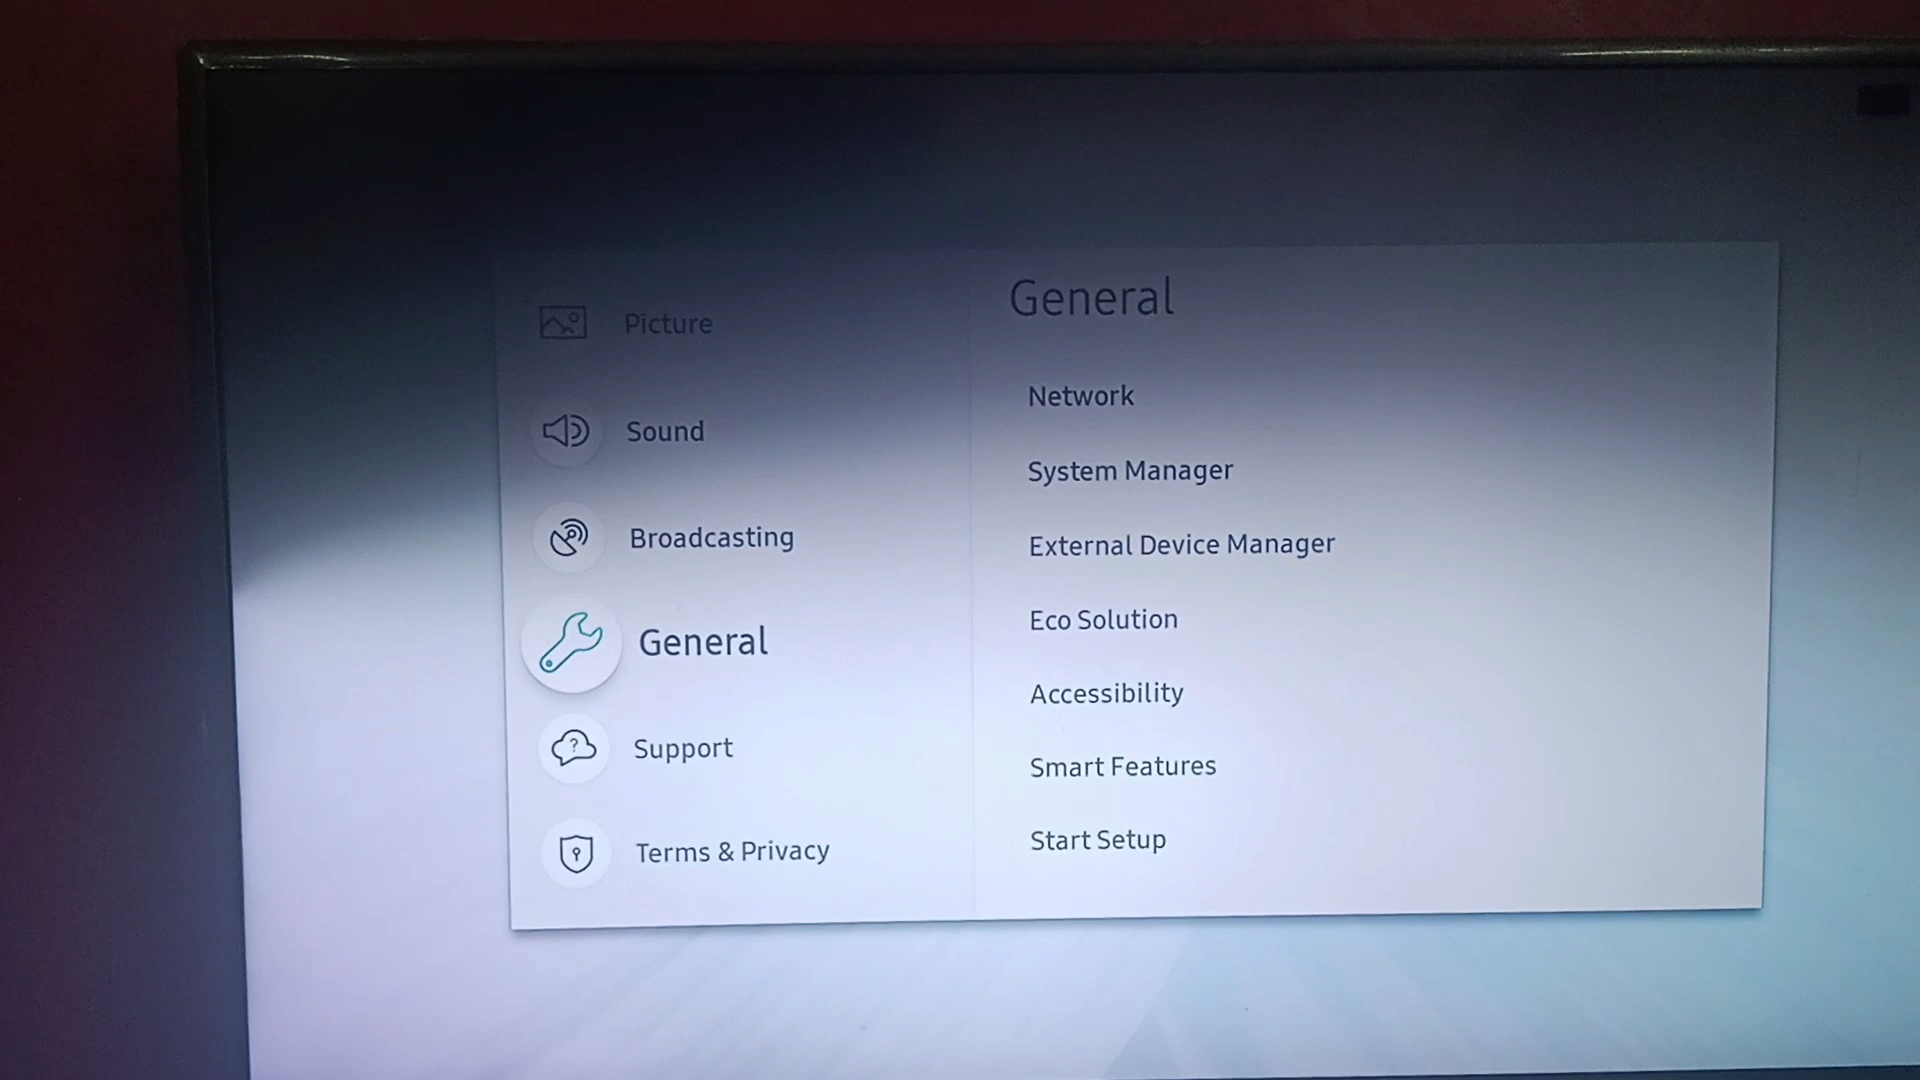 Picture
Sound
Broadcasting
General
Support
Terms & Privacy
General
Network
System Manager
External Device Manager
Eco Solution
Accessibility
Smart Features
Start Setup